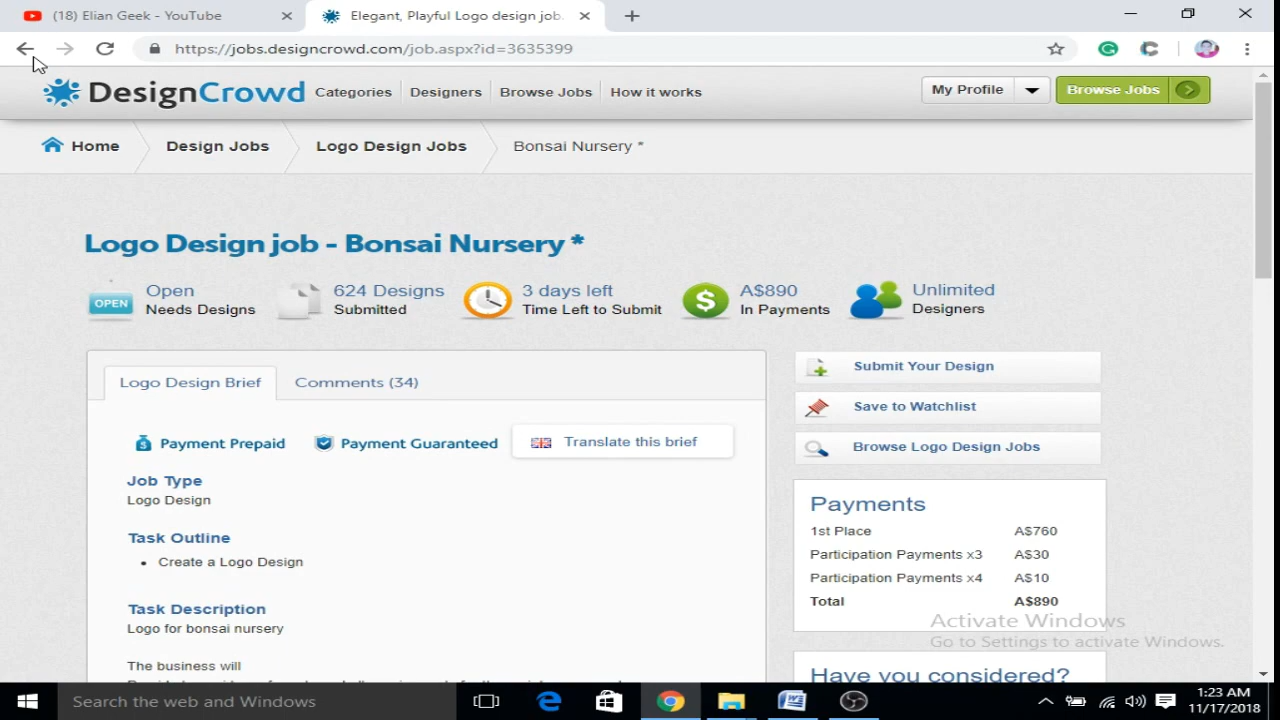 (18) Elian Geek - YouTube
Elegant, Playful Logo design job
https://jobs.designcrowd.com/job.aspx?id=3635399
DesignCrowd
Categories
Designers
Browse Jobs
How it works
My Profile
Browse Jobs
Home
Design Jobs
Logo Design Jobs
Bonsai Nursery *
Logo Design job - Bonsai Nursery *
OPEN
Open
Needs Designs
624 Designs
Submitted
3 days left
Time Left to Submit
A$890
In Payments
Unlimited
Designers
Logo Design Brief
Comments (34)
Payment Prepaid
Payment Guaranteed
Translate this brief
Job Type
Logo Design
Task Outline
• Create a Logo Design
Task Description
Logo for bonsai nursery
The business will
Submit Your Design
Save to Watchlist
Browse Logo Design Jobs
Payments
1st Place A$760
Participation Payments x3 A$30
Participation Payments x4 A$10
Total A$890
Have you considered?
Activate Windows
Go to Settings to activate Windows.
Search the web and Windows
1:23 AM
11/17/2018